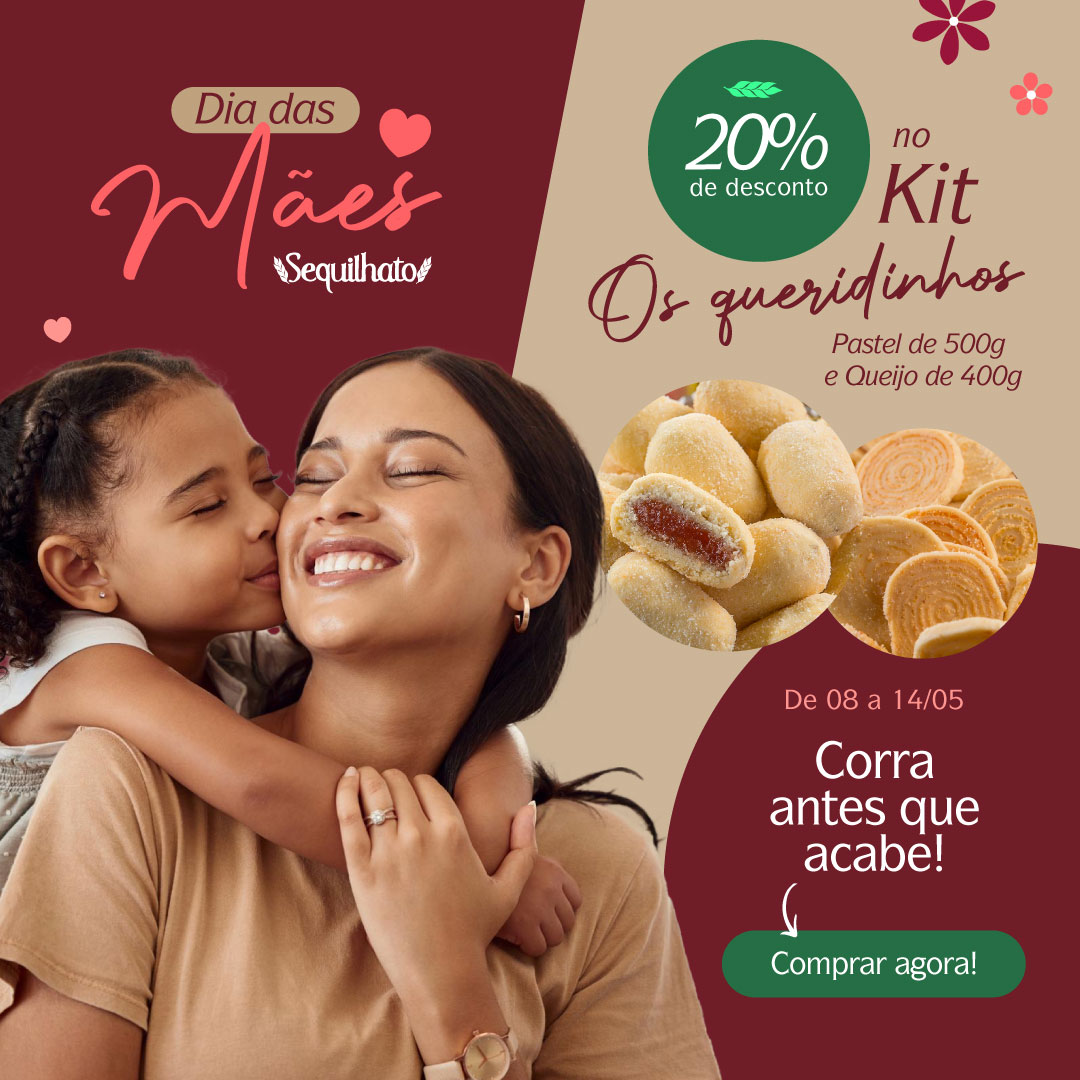 Dia das
Mães
Sequilhato
20%
de desconto
no
Kit
Os queridinhos
Pastel de 500g
e Queijo de 400g
De 08 a 14/05
Corra
antes que
acabe!
Comprar agora!